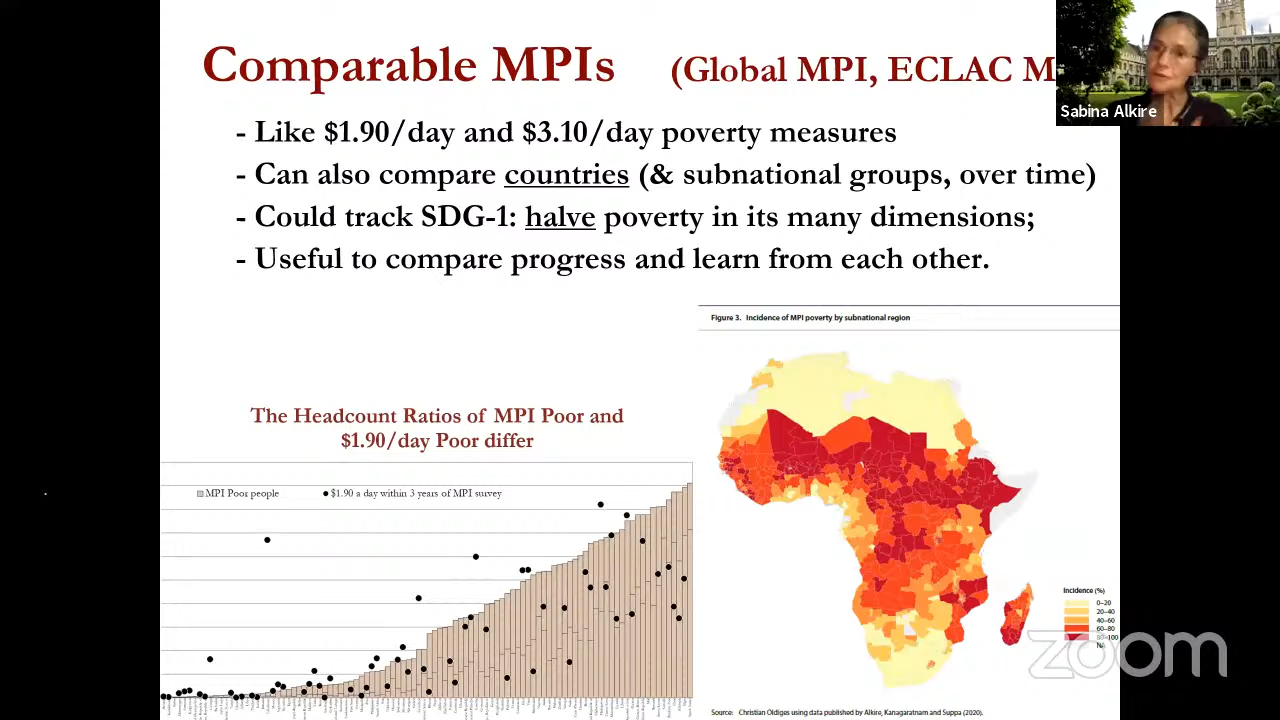 Comparable MPIs (Global MPI, ECLAC M
Sabina Alkire
- Like $1.90/day and $3.10/day poverty measures
- Can also compare countries (& subnational groups, over time)
- Could track SDG-1: halve poverty in its many dimensions;
- Useful to compare progress and learn from each other.
Figure 3. Incidence of MPI poverty by subnational region
The Headcount Ratios of MPI Poor and
$1.90/day Poor differ
MPI Poor people
$1.90 a day within 3 years of MPI survey
Incidence (%)
0–20
20–40
40–60
60–80
80–100
NA
zoom
Source: Christian Oldiges using data published by Alkire, Kanagaratnam and Suppa (2020).